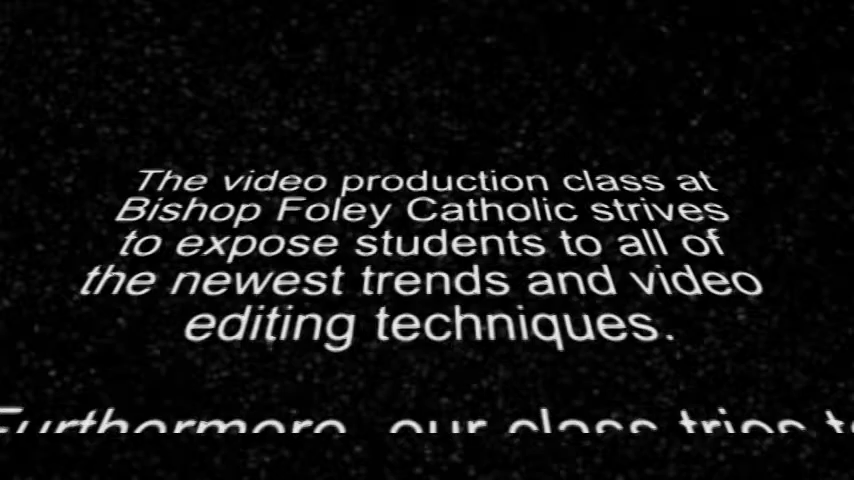 The video production class at
Bishop Foley Catholic strives
to expose students to all of
the newest trends and video
editing techniques.
Furthermore, our class tries to